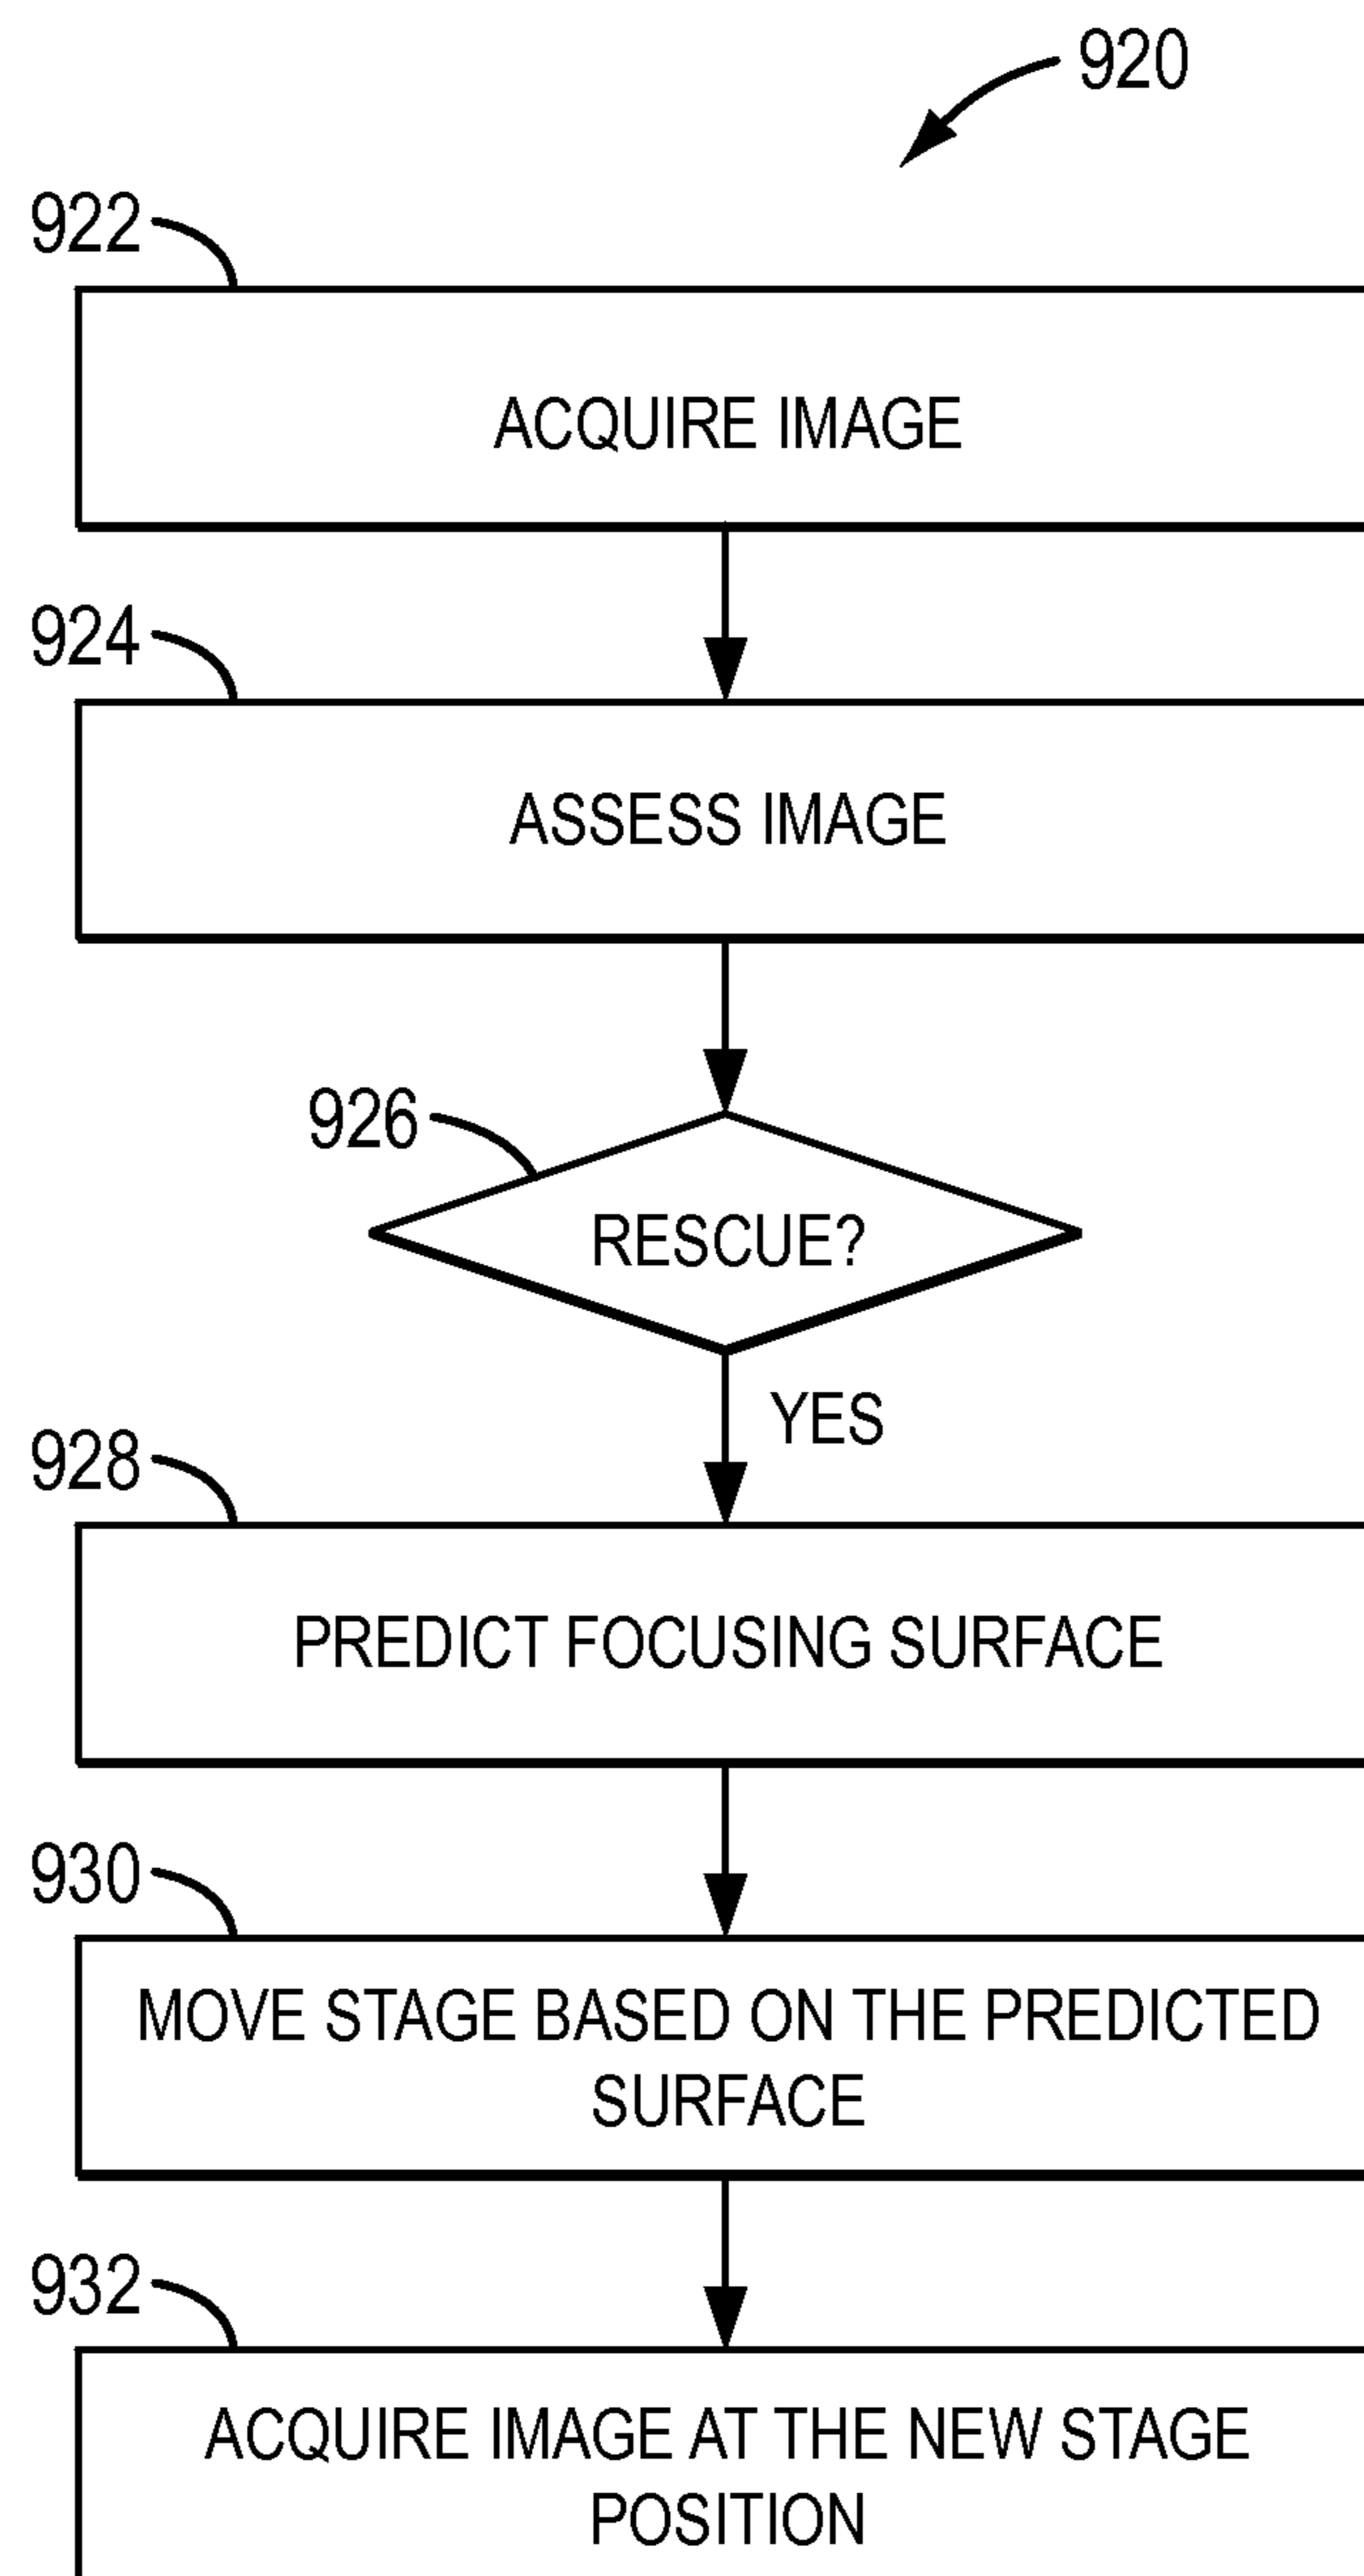 920
922
ACQUIRE IMAGE
924
ASSESS IMAGE
926
RESCUE?
YES
928
PREDICT FOCUSING SURFACE
930
MOVE STAGE BASED ON THE PREDICTED
SURFACE
932
ACQUIRE IMAGE AT THE NEW STAGE
POSITION